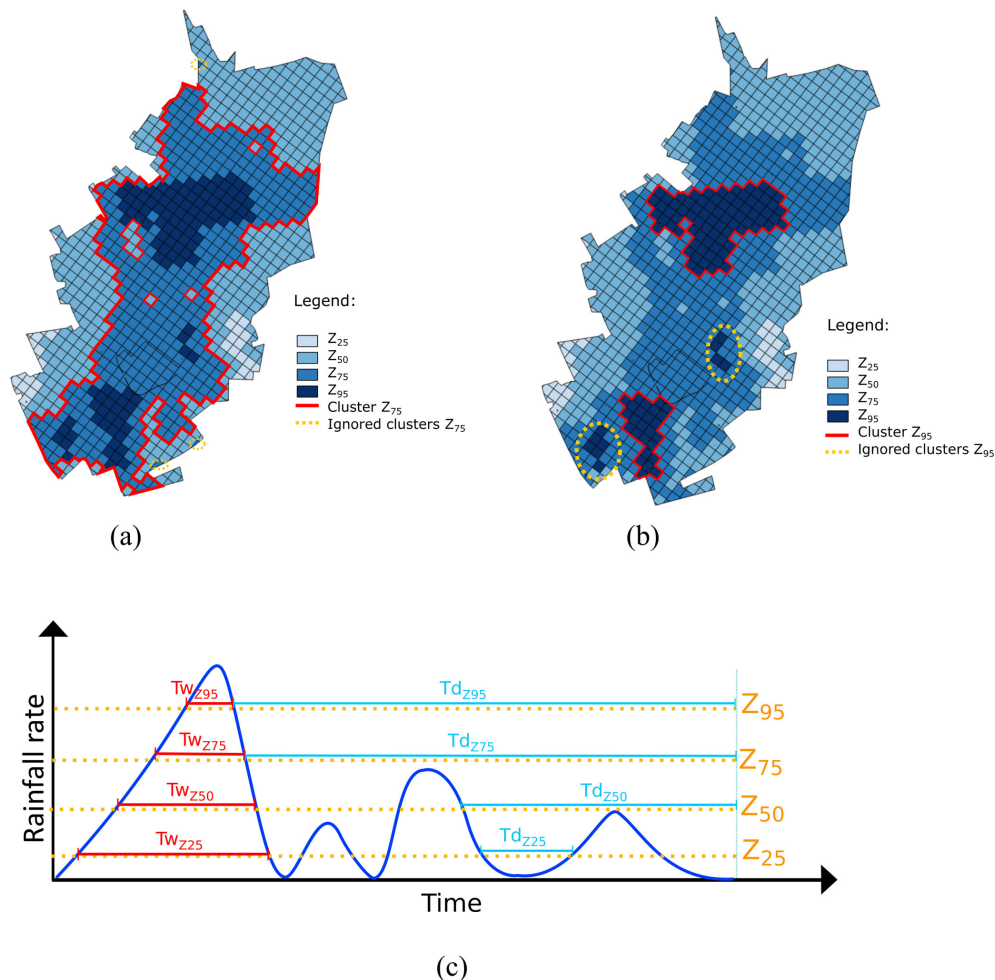 Legend:
Z25
Z50
Z75
Z95
Cluster Z75
Ignored clusters Z75
(a)
Legend:
Z25
Z50
Z75
Z95
Cluster Z95
Ignored clusters Z95
(b)
Rainfall rate
TwZ95
TdZ95
Z95
TwZ75
TdZ75
Z75
TwZ50
TdZ50
Z50
TwZ25
TdZ25
Z25
Time
(c)